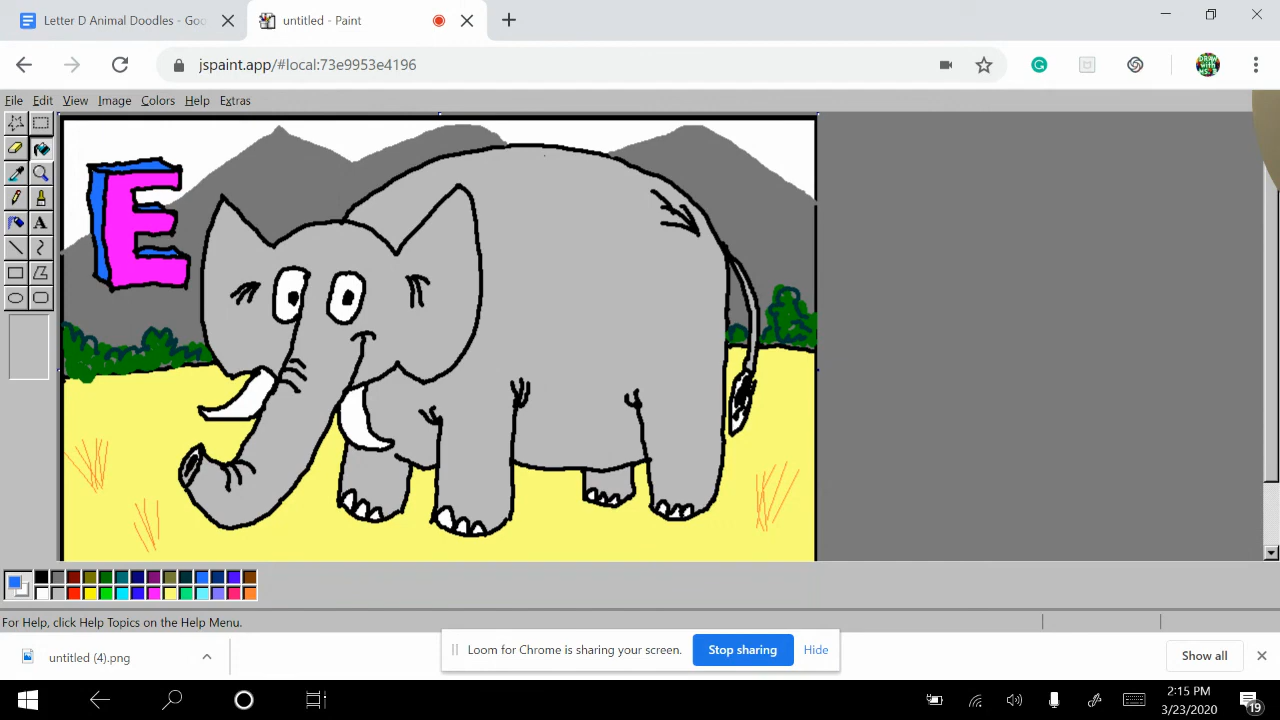 Letter D Animal Doodles - Goo
untitled - Paint
jspaint.app/#local:73e9953e4196
DRAW with
File Edit View Image Colors Help Extras
E
For Help, click Help Topics on the Help Menu.
Loom for Chrome is sharing your screen. Stop sharing Hide
untitled (4).png
Show all
2:15 PM
3/23/2020
19